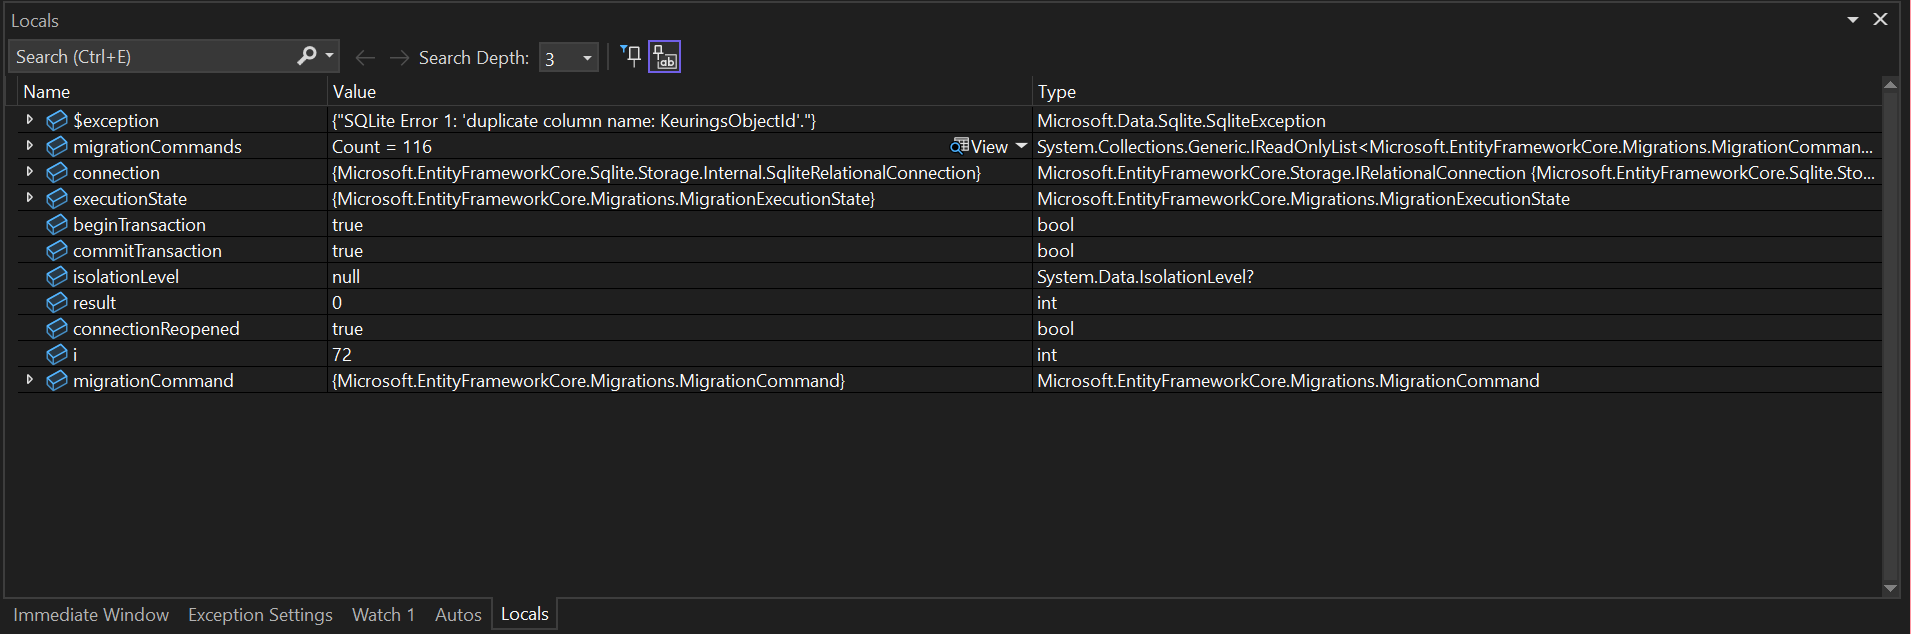 Locals
Search (Ctrl+E) Search Depth: 3
Name Value Type
$exception {"SQLite Error 1: 'duplicate column name: KeuringsObjectId'."} Microsoft.Data.Sqlite.SqliteException
migrationCommands Count = 116 View System.Collections.Generic.IReadOnlyList<Microsoft.EntityFrameworkCore.Migrations.MigrationComman...
connection {Microsoft.EntityFrameworkCore.Sqlite.Storage.Internal.SqliteRelationalConnection} Microsoft.EntityFrameworkCore.Storage.IRelationalConnection {Microsoft.EntityFrameworkCore.Sqlite.Sto...
executionState {Microsoft.EntityFrameworkCore.Migrations.MigrationExecutionState} Microsoft.EntityFrameworkCore.Migrations.MigrationExecutionState
beginTransaction true bool
commitTransaction true bool
isolationLevel null System.Data.IsolationLevel?
result 0 int
connectionReopened true bool
i 72 int
migrationCommand {Microsoft.EntityFrameworkCore.Migrations.MigrationCommand} Microsoft.EntityFrameworkCore.Migrations.MigrationCommand
Immediate Window Exception Settings Watch 1 Autos Locals